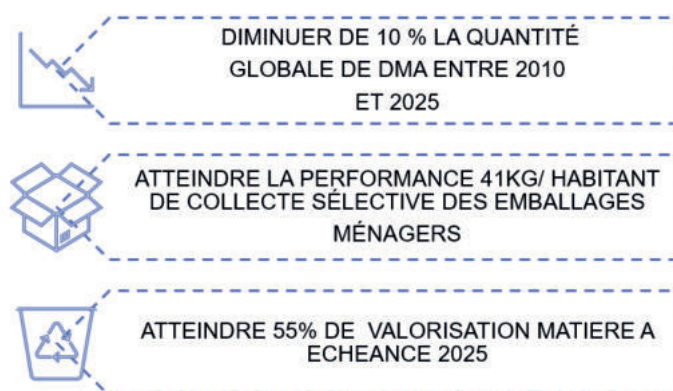 DIMINUER DE 10 % LA QUANTITÉ
GLOBALE DE DMA ENTRE 2010
ET 2025
ATTEINDRE LA PERFORMANCE 41KG/ HABITANT
DE COLLECTE SÉLECTIVE DES EMBALLAGES
MÉNAGERS
ATTEINDRE 55% DE VALORISATION MATIERE A
ECHEANCE 2025